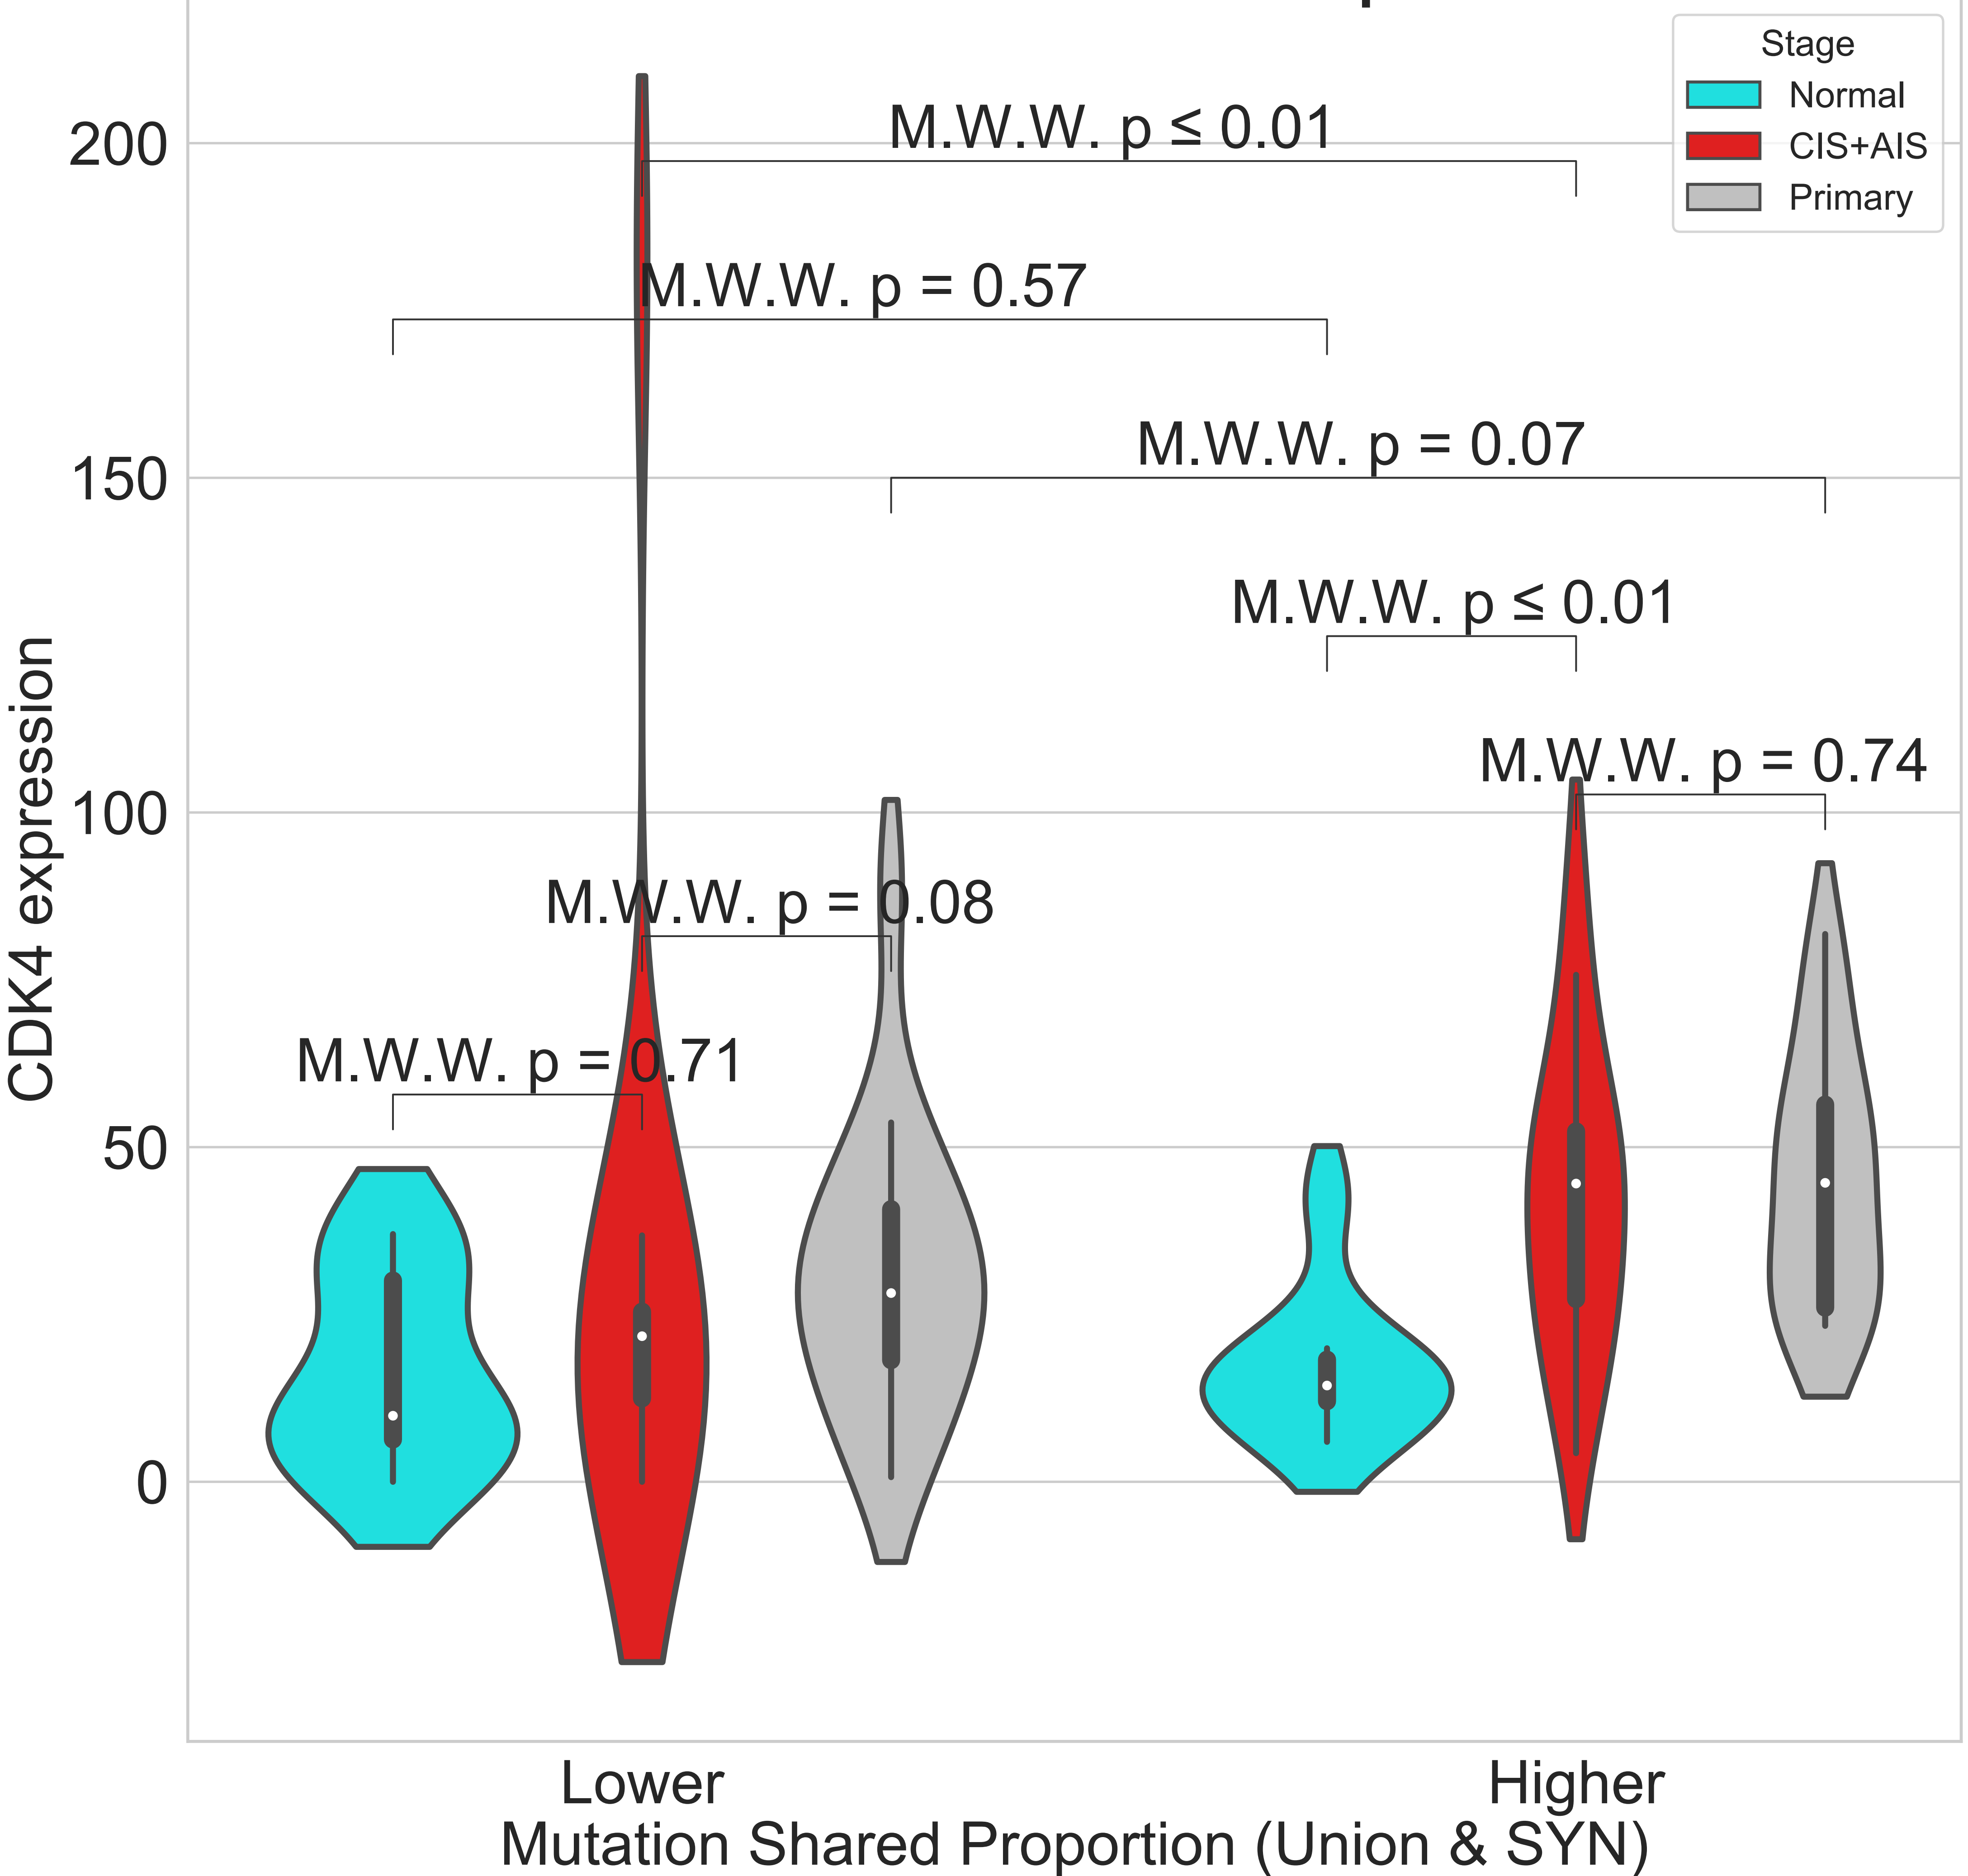 Stage
Normal
CIS+AIS
Primary
M.W.W. p ≤ 0.01
M.W.W. p = 0.57
M.W.W. p = 0.07
M.W.W. p ≤ 0.01
M.W.W. p = 0.74
M.W.W. p = 0.08
M.W.W. p = 0.71
CDK4 expression
200
150
100
50
0
Lower
Higher
Mutation Shared Proportion (Union & SYN)